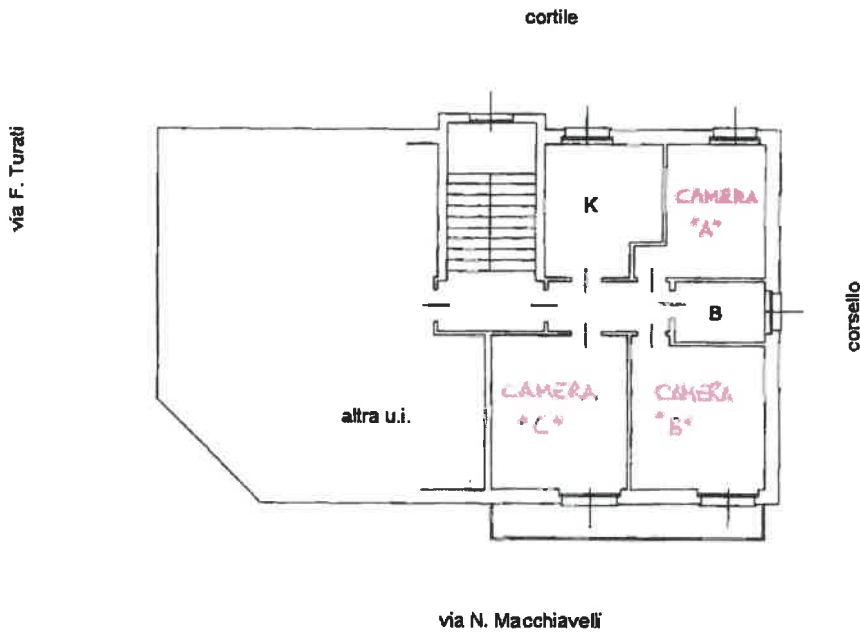 cortile
via F. Turati
K
CAMERA
"A"
B
corsello
altra u.i.
CAMERA
"C"
CAMERA
"B"
via N. Macchiavelli